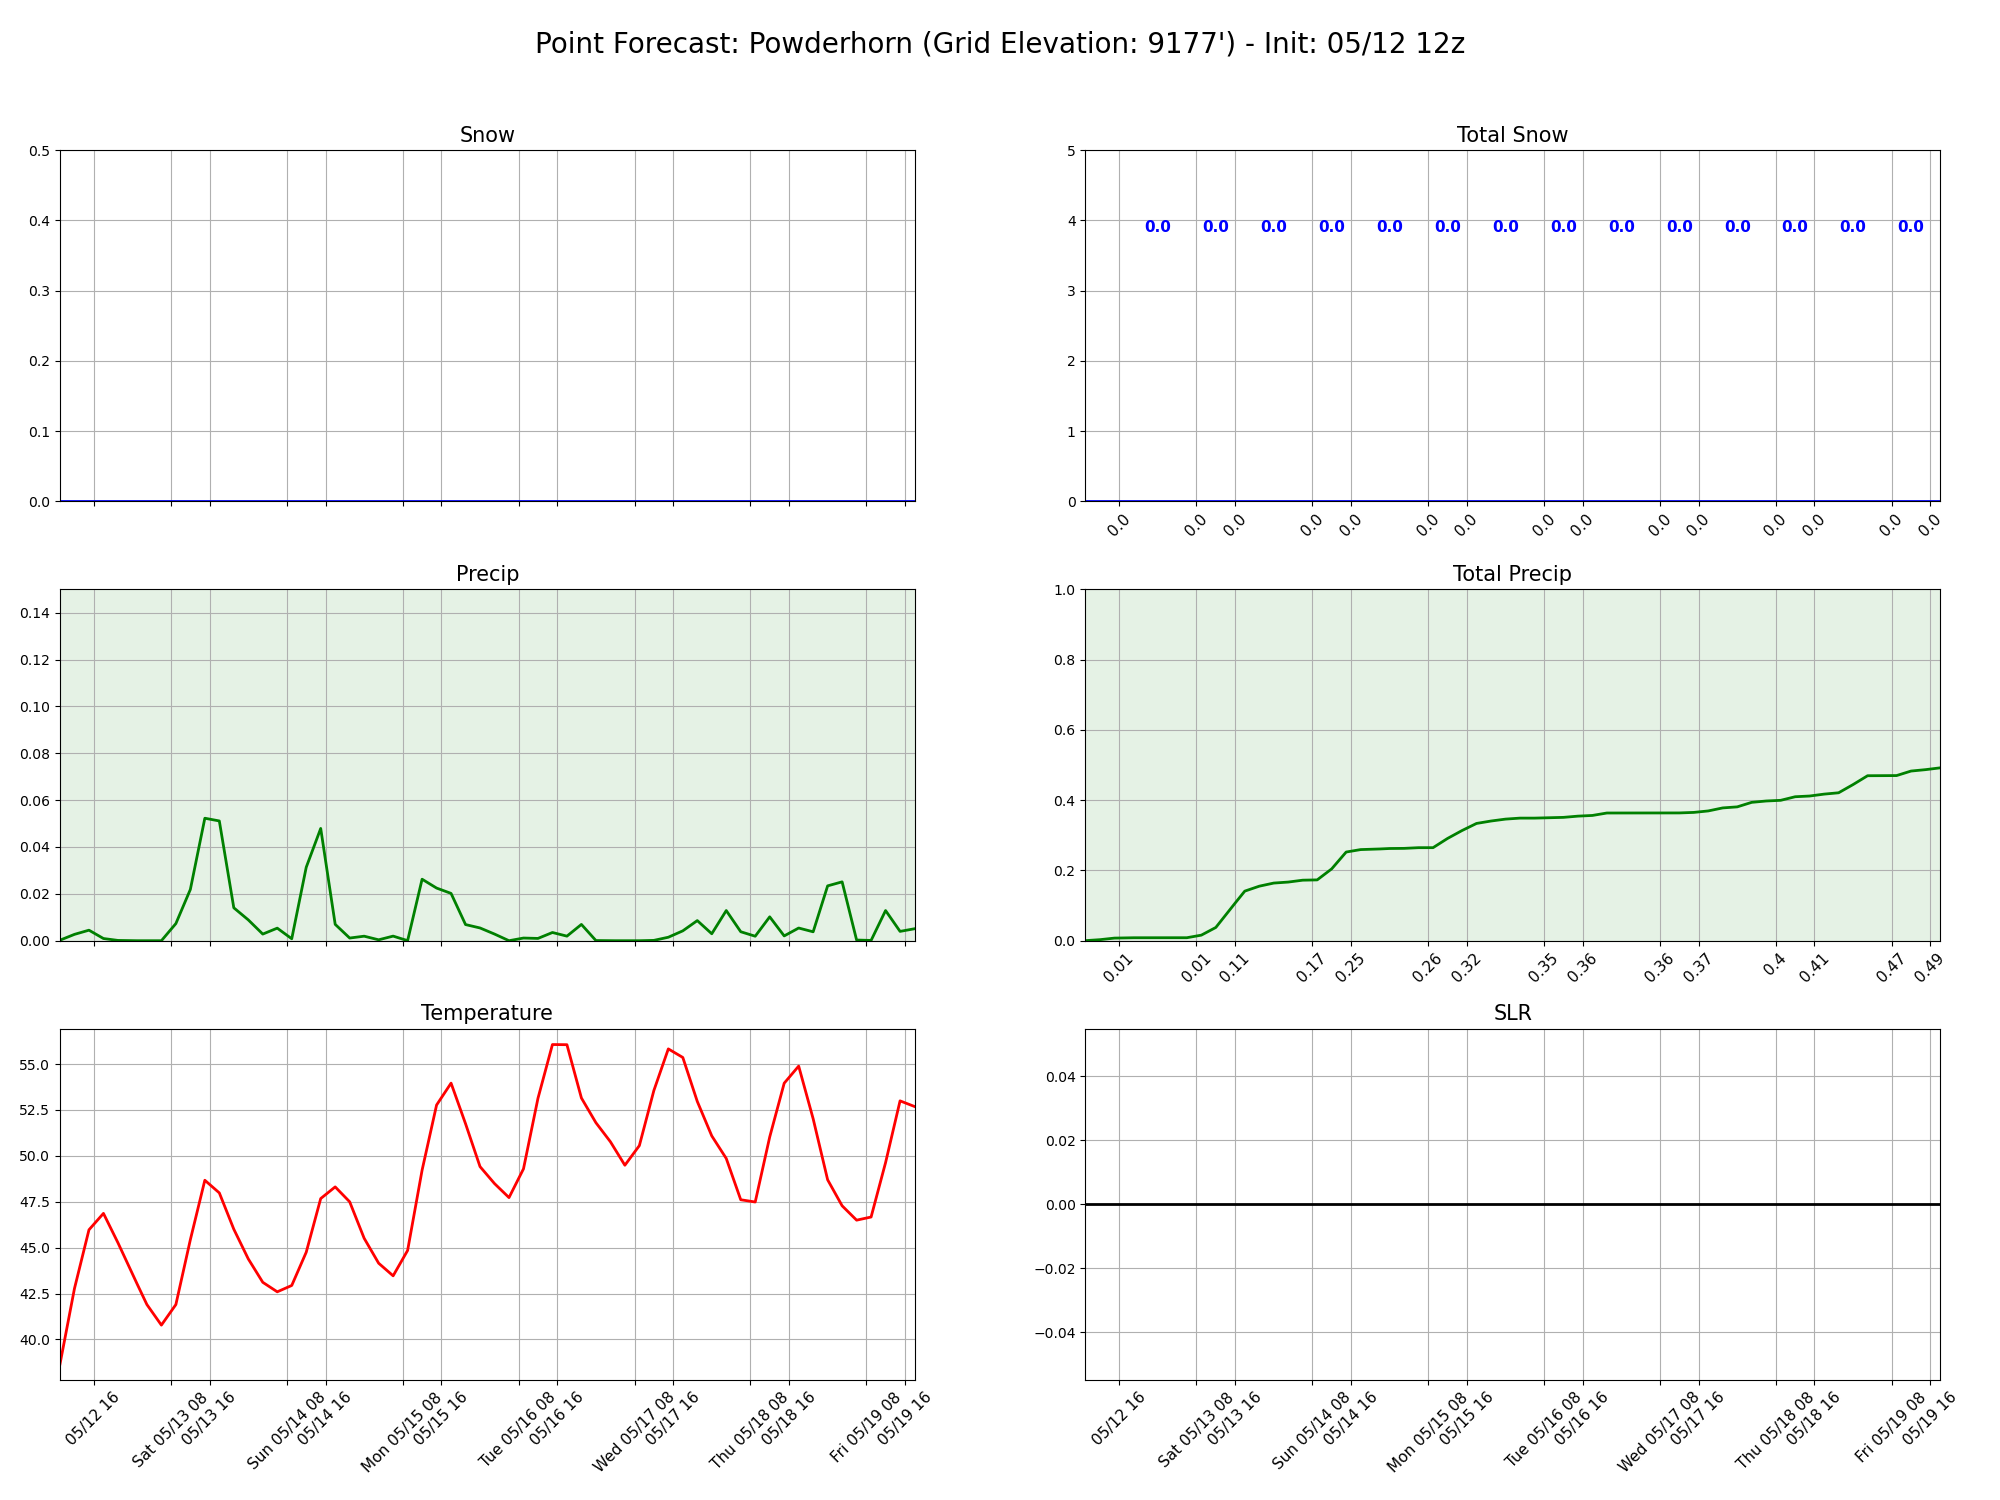 Point Forecast: Powderhorn (Grid Elevation: 9177') - Init: 05/12 12z
Snow
0.5
0.4
0.3
0.2
0.1
0.0
Total Snow
5
4
3
2
1
0
0.0 0.0 0.0 0.0 0.0 0.0 0.0 0.0 0.0 0.0 0.0 0.0 0.0 0.0
0.0 0.0 0.0 0.0 0.0 0.0 0.0 0.0 0.0 0.0 0.0 0.0 0.0 0.0 0.0
Precip
0.14
0.12
0.10
0.08
0.06
0.04
0.02
0.00
Total Precip
1.0
0.8
0.6
0.4
0.2
0.0
0.01 0.01 0.11 0.17 0.25 0.26 0.32 0.35 0.36 0.36 0.37 0.4 0.41 0.47 0.49
Temperature
55.0
52.5
50.0
47.5
45.0
42.5
40.0
05/12 16
Sat 05/13 08
05/13 16
Sun 05/14 08
05/14 16
Mon 05/15 08
05/15 16
Tue 05/16 08
05/16 16
Wed 05/17 08
05/17 16
Thu 05/18 08
05/18 16
Fri 05/19 08
05/19 16
SLR
0.04
0.02
0.00
−0.02
−0.04
05/12 16
Sat 05/13 08
05/13 16
Sun 05/14 08
05/14 16
Mon 05/15 08
05/15 16
Tue 05/16 08
05/16 16
Wed 05/17 08
05/17 16
Thu 05/18 08
05/18 16
Fri 05/19 08
05/19 16